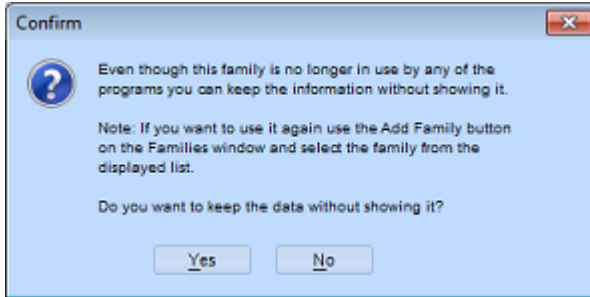 Confirm
Even though this family is no longer in use by any of the
programs you can keep the information without showing it.
Note: If you want to use it again use the Add Family button
on the Families window and select the family from the
displayed list.
Do you want to keep the data without showing it?
Yes
No